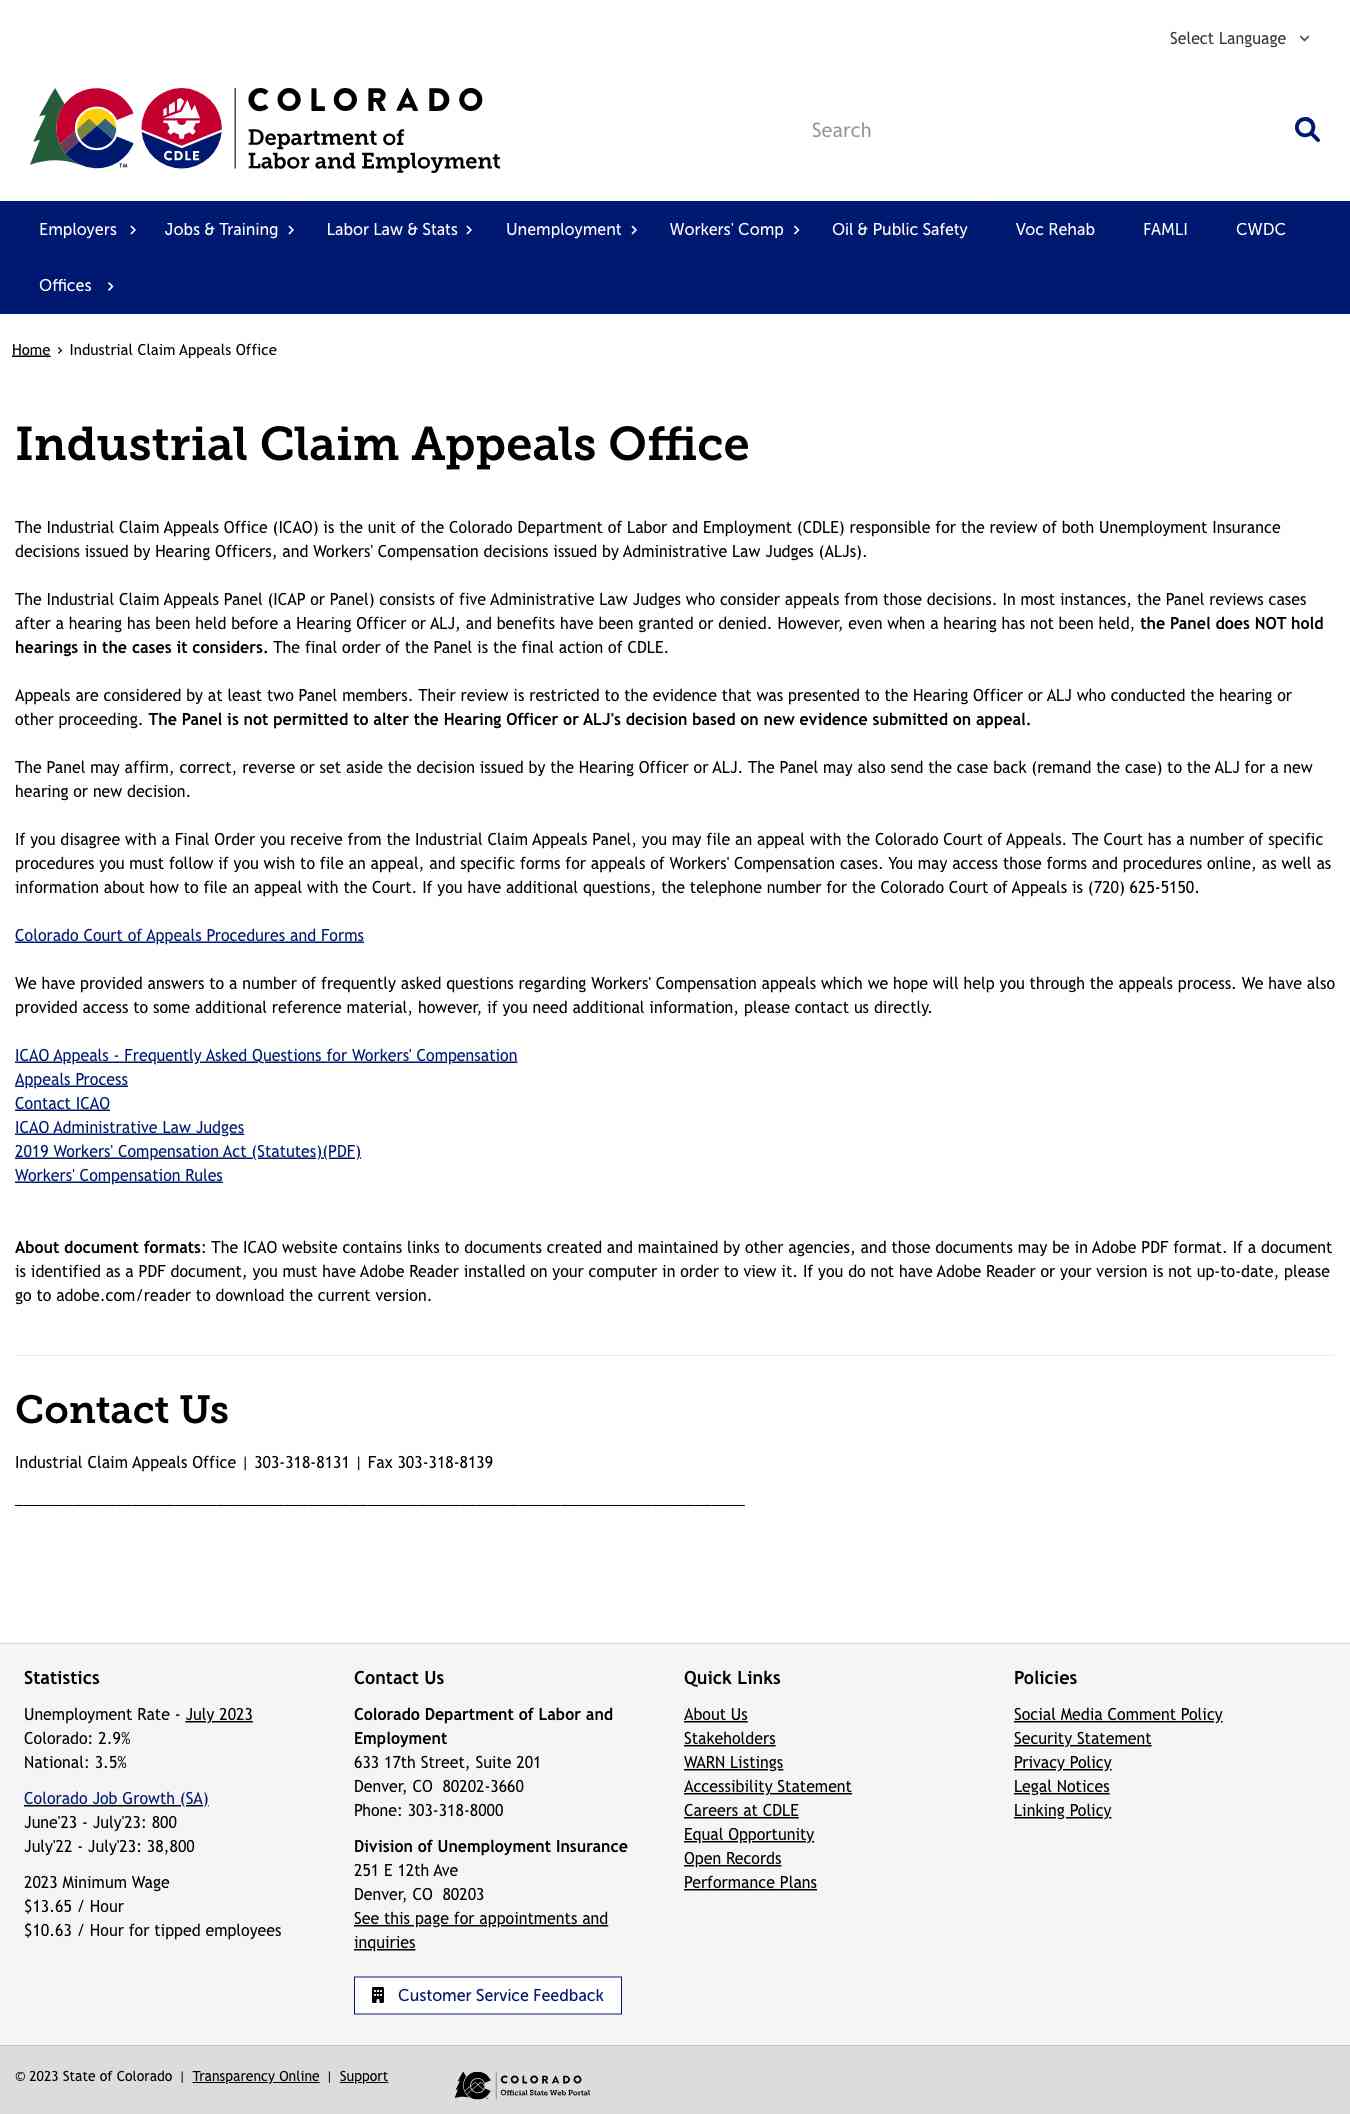 Select Language
COLORADO
Department of
Labor and Employment
CDLE
TM
Search
Employers
Jobs & Training
Labor Law & Stats
Unemployment
Workers' Comp
Oil & Public Safety
Voc Rehab
FAMLI
CWDC
Offices
Home › Industrial Claim Appeals Office
Industrial Claim Appeals Office
The Industrial Claim Appeals Office (ICAO) is the unit of the Colorado Department of Labor and Employment (CDLE) responsible for the review of both Unemployment Insurance
decisions issued by Hearing Officers, and Workers' Compensation decisions issued by Administrative Law Judges (ALJs).
The Industrial Claim Appeals Panel (ICAP or Panel) consists of five Administrative Law Judges who consider appeals from those decisions. In most instances, the Panel reviews cases
after a hearing has been held before a Hearing Officer or ALJ, and benefits have been granted or denied. However, even when a hearing has not been held, the Panel does NOT hold
hearings in the cases it considers. The final order of the Panel is the final action of CDLE.
Appeals are considered by at least two Panel members. Their review is restricted to the evidence that was presented to the Hearing Officer or ALJ who conducted the hearing or
other proceeding. The Panel is not permitted to alter the Hearing Officer or ALJ's decision based on new evidence submitted on appeal.
The Panel may affirm, correct, reverse or set aside the decision issued by the Hearing Officer or ALJ. The Panel may also send the case back (remand the case) to the ALJ for a new
hearing or new decision.
If you disagree with a Final Order you receive from the Industrial Claim Appeals Panel, you may file an appeal with the Colorado Court of Appeals. The Court has a number of specific
procedures you must follow if you wish to file an appeal, and specific forms for appeals of Workers' Compensation cases. You may access those forms and procedures online, as well as
information about how to file an appeal with the Court. If you have additional questions, the telephone number for the Colorado Court of Appeals is (720) 625-5150.
Colorado Court of Appeals Procedures and Forms
We have provided answers to a number of frequently asked questions regarding Workers' Compensation appeals which we hope will help you through the appeals process. We have also
provided access to some additional reference material, however, if you need additional information, please contact us directly.
ICAO Appeals - Frequently Asked Questions for Workers' Compensation
Appeals Process
Contact ICAO
ICAO Administrative Law Judges
2019 Workers' Compensation Act (Statutes)(PDF)
Workers' Compensation Rules
About document formats: The ICAO website contains links to documents created and maintained by other agencies, and those documents may be in Adobe PDF format. If a document
is identified as a PDF document, you must have Adobe Reader installed on your computer in order to view it. If you do not have Adobe Reader or your version is not up-to-date, please
go to adobe.com/reader to download the current version.
Contact Us
Industrial Claim Appeals Office | 303-318-8131 | Fax 303-318-8139
Statistics
Unemployment Rate - July 2023
Colorado: 2.9%
National: 3.5%
Colorado Job Growth (SA)
June'23 - July'23: 800
July'22 - July'23: 38,800
2023 Minimum Wage
$13.65 / Hour
$10.63 / Hour for tipped employees
Contact Us
Colorado Department of Labor and
Employment
633 17th Street, Suite 201
Denver, CO 80202-3660
Phone: 303-318-8000
Division of Unemployment Insurance
251 E 12th Ave
Denver, CO 80203
See this page for appointments and
inquiries
Customer Service Feedback
Quick Links
About Us
Stakeholders
WARN Listings
Accessibility Statement
Careers at CDLE
Equal Opportunity
Open Records
Performance Plans
Policies
Social Media Comment Policy
Security Statement
Privacy Policy
Legal Notices
Linking Policy
© 2023 State of Colorado | Transparency Online | Support
COLORADO
Official State Web Portal